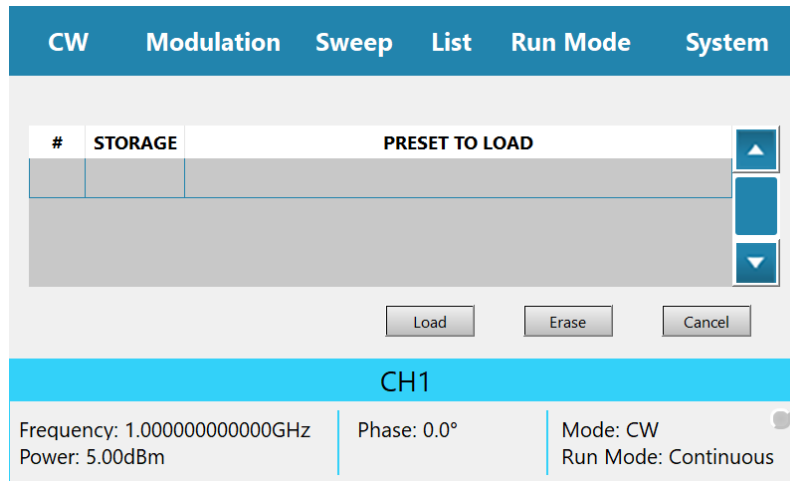 CW Modulation Sweep List Run Mode System
# STORAGE PRESET TO LOAD
Load Erase Cancel
CH1
Frequency: 1.000000000000GHz Phase: 0.0° Mode: CW
Power: 5.00dBm Run Mode: Continuous